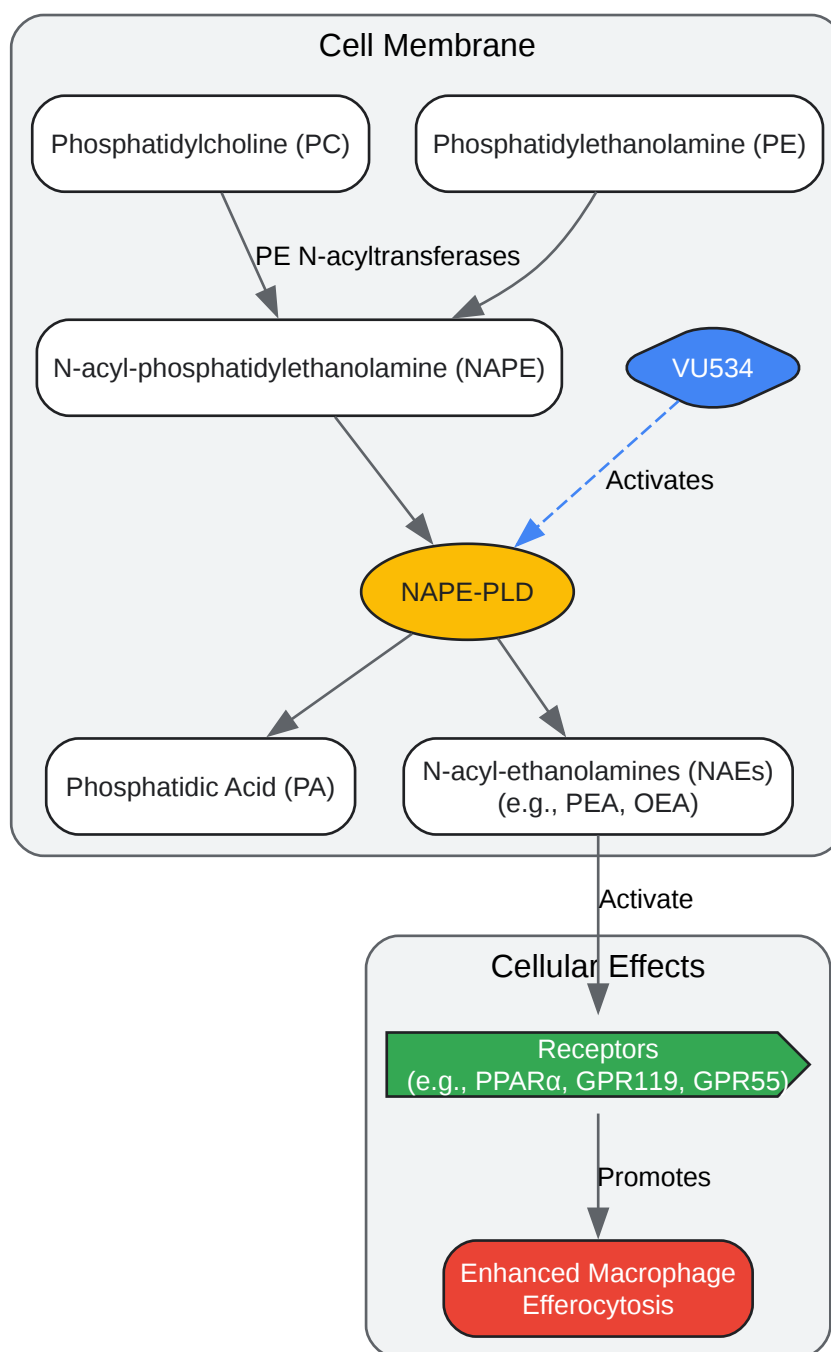 Cell Membrane
Phosphatidylcholine (PC)
Phosphatidylethanolamine (PE)
PE N-acyltransferases
N-acyl-phosphatidylethanolamine (NAPE)
VU534
Activates
NAPE-PLD
Phosphatidic Acid (PA)
N-acyl-ethanolamines (NAEs)
(e.g., PEA, OEA)
Activate
Cellular Effects
Receptors
(e.g., PPARα, GPR119, GPR55)
Promotes
Enhanced Macrophage
Efferocytosis